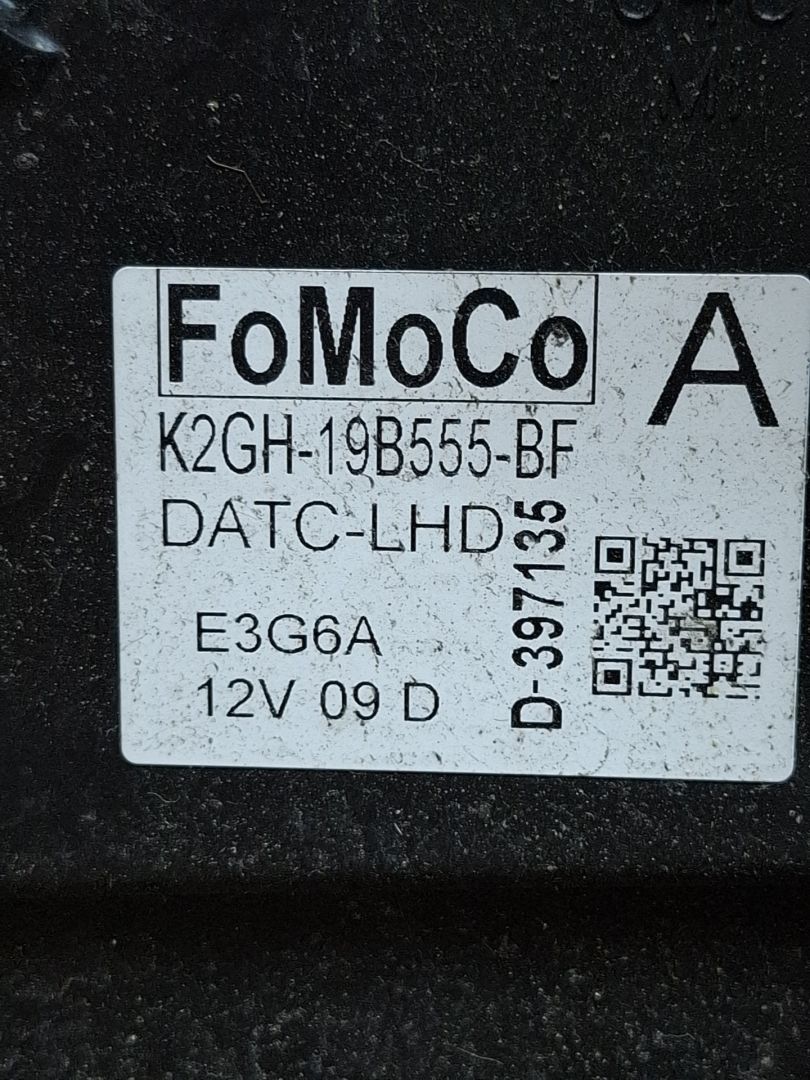 FoMoCo
A
K2GH-19B555-BF
DATC-LHD
D-397135
E3G6A
12V 09 D